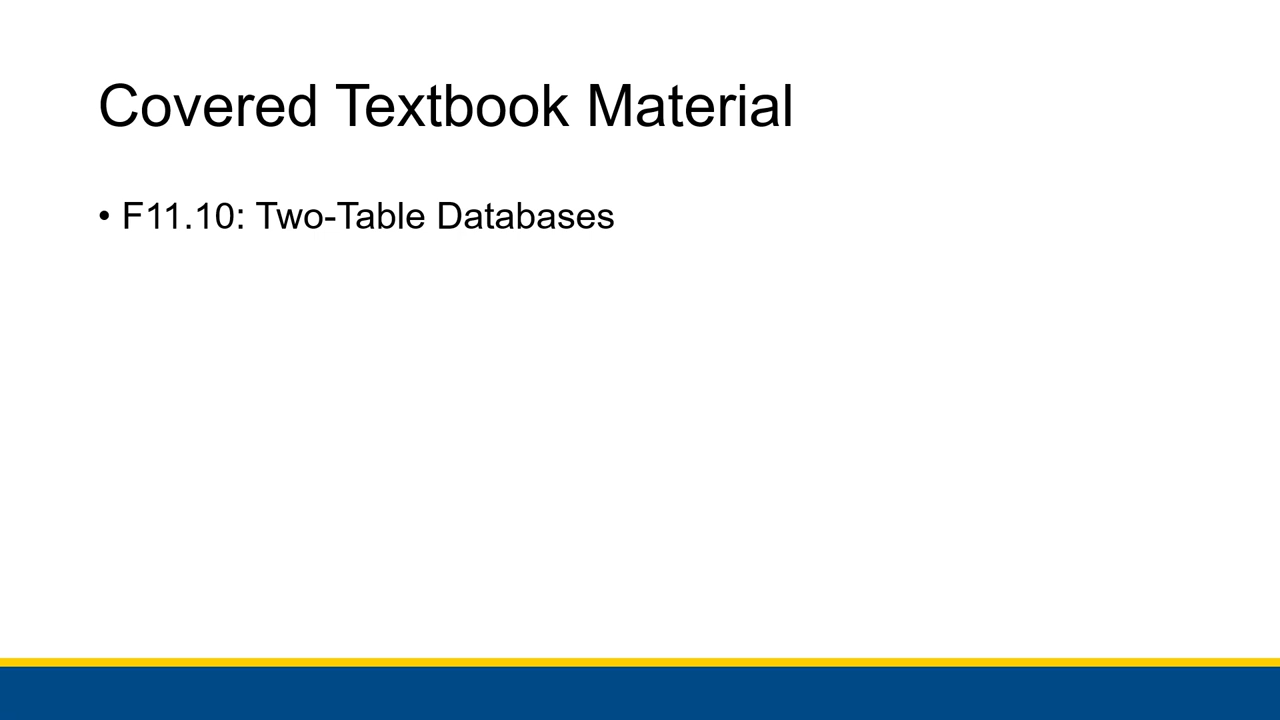 Covered Textbook Material
• F11.10: Two-Table Databases